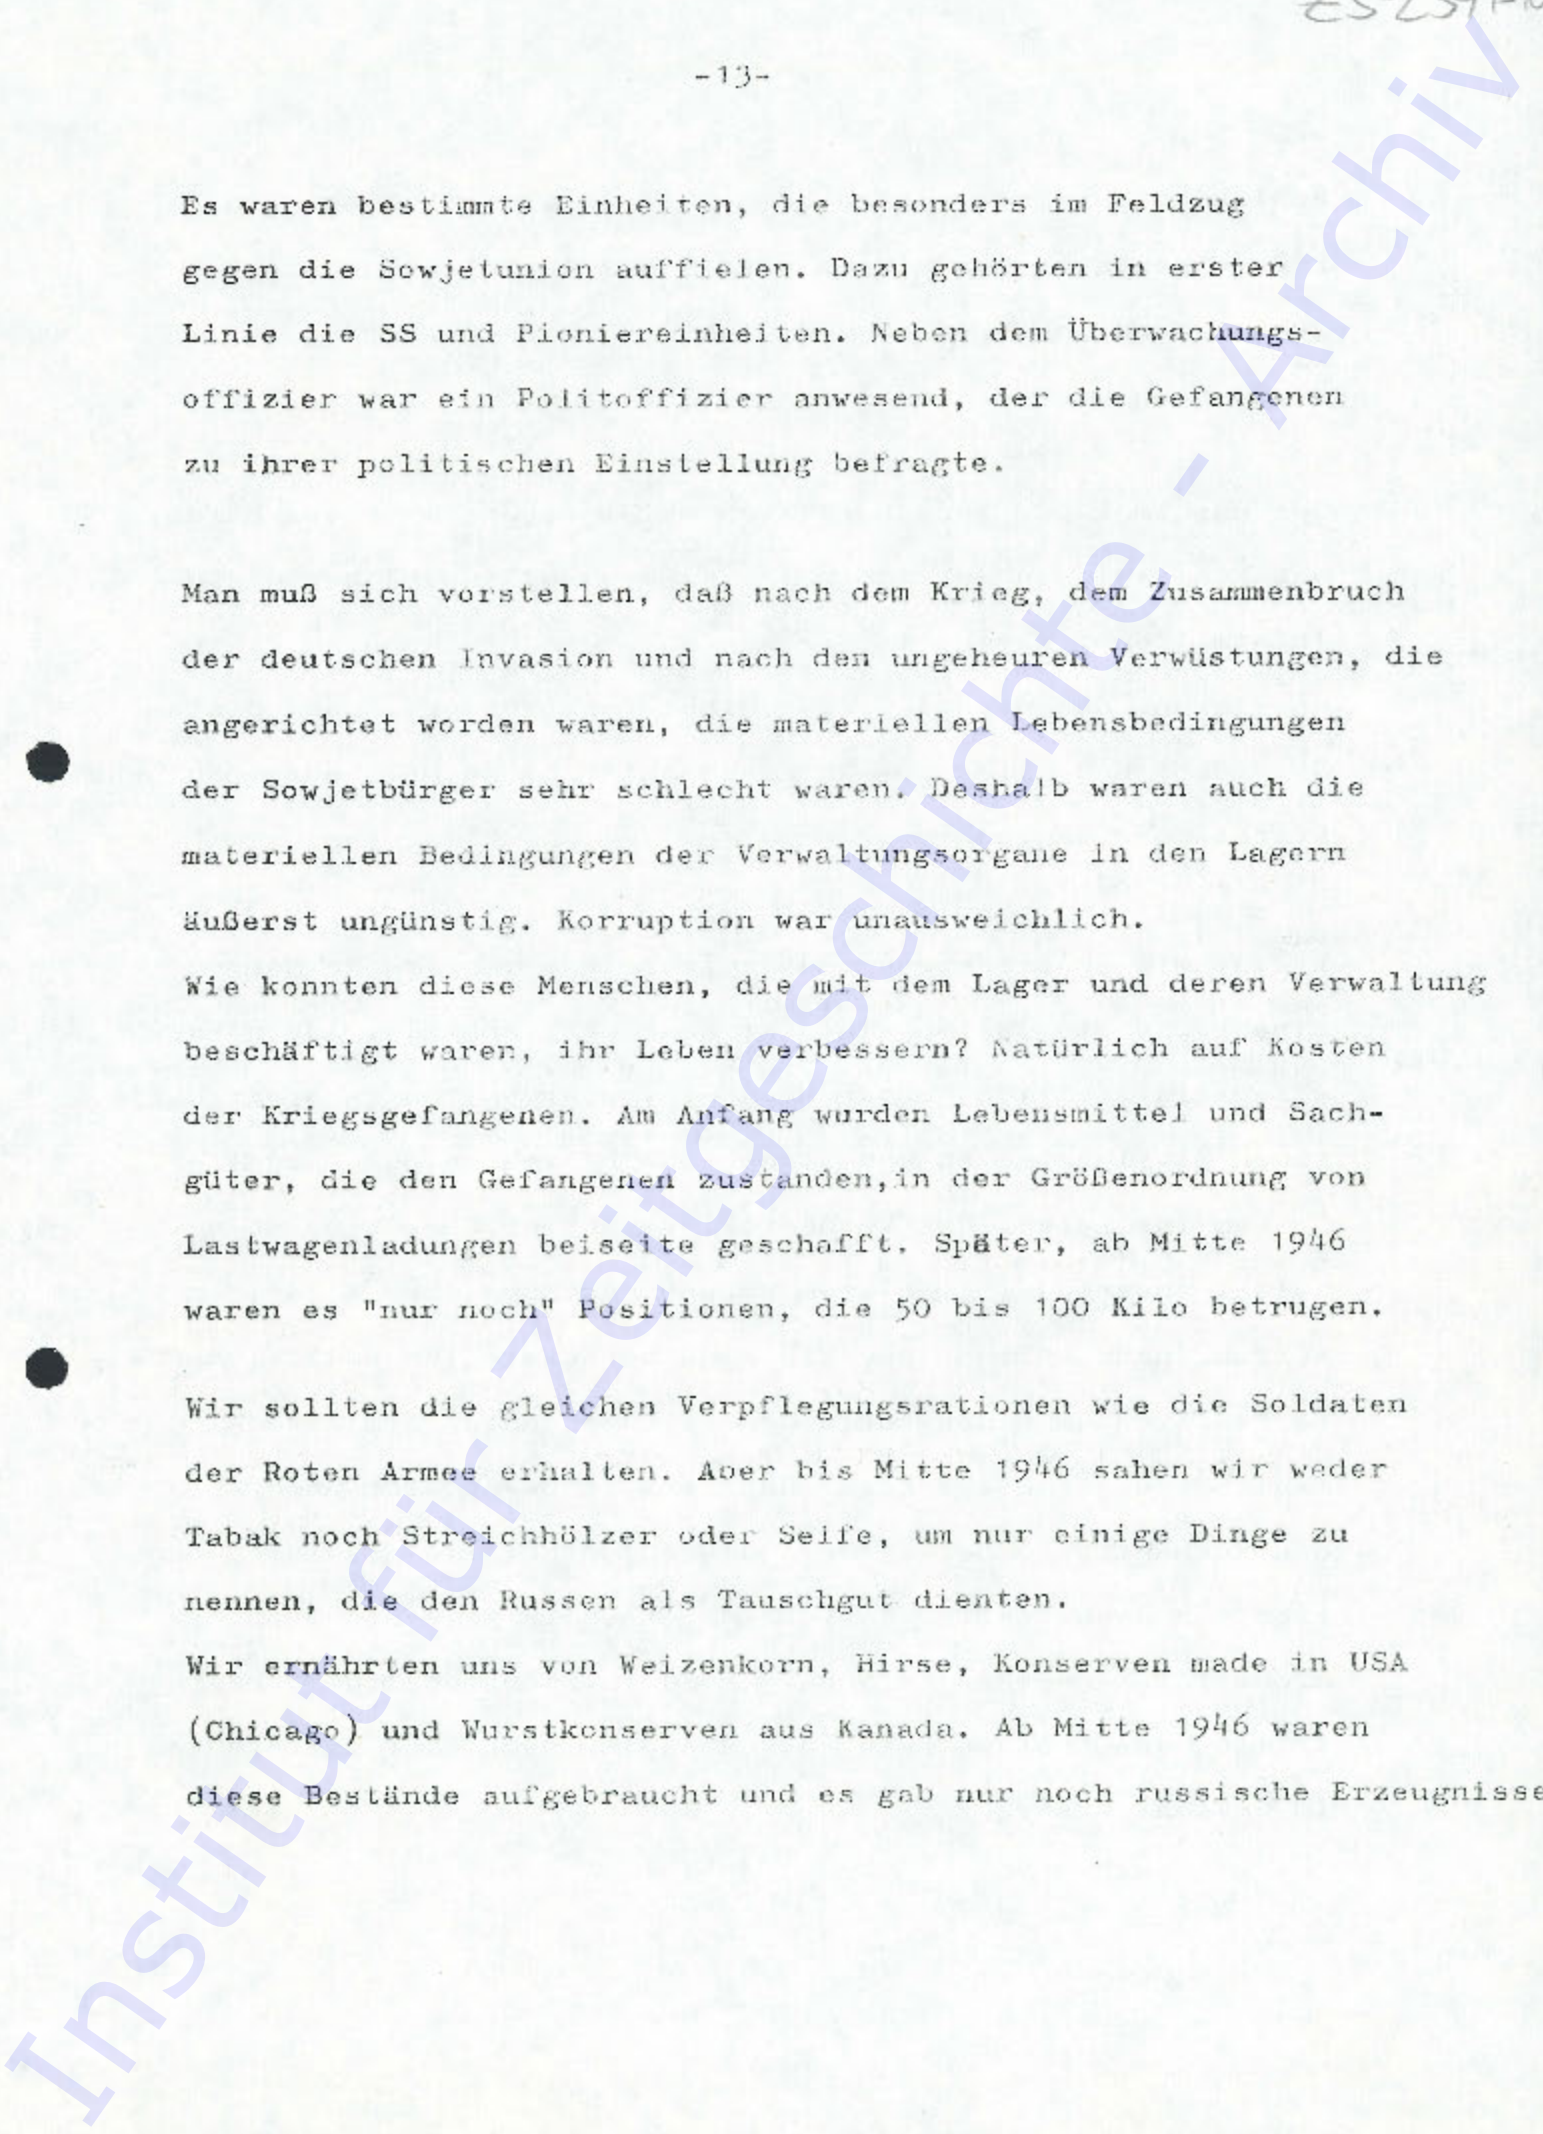 -13-
Es waren bestimmte Einheiten, die besonders im Feldzug
gegen die Sowjetunion auffielen. Dazu gehörten in erster
Linie die SS und Pioniereinheiten. Neben dem Überwachungs-
offizier war ein Politoffizier anwesend, der die Gefangenen
zu ihrer politischen Einstellung befragte.
Man muß sich vorstellen, daß nach dem Krieg, dem Zusammenbruch
der deutschen Invasion und nach den ungeheuren Verwüstungen, die
angerichtet worden waren, die materiellen Lebensbedingungen
der Sowjetbürger sehr schlecht waren. Deshalb waren auch die
materiellen Bedingungen der Verwaltungsorgane in den Lagern
äußerst ungünstig. Korruption war unausweichlich.
Wie konnten diese Menschen, die mit dem Lager und deren Verwaltung
beschäftigt waren, ihr Leben verbessern? Natürlich auf Kosten
der Kriegsgefangenen. Am Anfang wurden Lebensmittel und Sach-
güter, die den Gefangenen zustanden,in der Größenordnung von
Lastwagenladungen beiseite geschafft. Später, ab Mitte 1946
waren es "nur noch" Positionen, die 50 bis 100 Kilo betrugen.
Wir sollten die gleichen Verpflegungsrationen wie die Soldaten
der Roten Armee erhalten. Aber bis Mitte 1946 sahen wir weder
Tabak noch Streichhölzer oder Seife, um nur einige Dinge zu
nennen, die den Russen als Tauschgut dienten.
Wir ernährten uns von Weizenkorn, Hirse, Konserven made in USA
(Chicago) und Wurstkonserven aus Kanada. Ab Mitte 1946 waren
diese Bestände aufgebraucht und es gab nur noch russische Erzeugnisse
Institut für Zeitgeschichte - Archiv